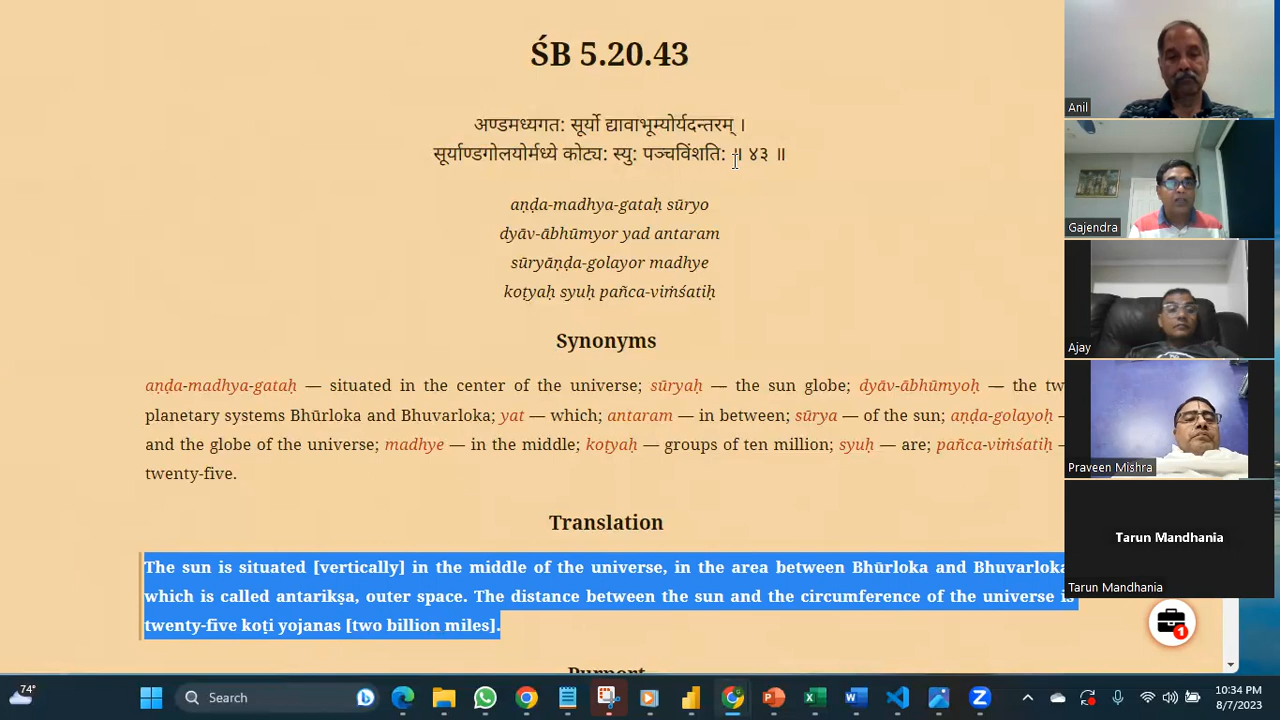 ŚB 5.20.43
अण्डमध्यगत: सूर्यो द्यावाभूम्योर्यदन्तरम् ।
सूर्याण्डगोलयोर्मध्ये कोट्य: स्यु: पञ्चविंशति: ॥ ४३ ॥
aṇḍa-madhya-gataḥ sūryo
dyāv-ābhūmyor yad antaram
sūryāṇḍa-golayor madhye
koṭyaḥ syuḥ pañca-viṁśatiḥ
Synonyms
aṇḍa-madhya-gataḥ — situated in the center of the universe; sūryaḥ — the sun globe; dyāv-ābhūmyoḥ — the tw
planetary systems Bhūrloka and Bhuvarloka; yat — which; antaram — in between; sūrya — of the sun; aṇḍa-golayoḥ —
and the globe of the universe; madhye — in the middle; koṭyaḥ — groups of ten million; syuḥ — are; pañca-viṁśatiḥ —
twenty-five.
Translation
The sun is situated [vertically] in the middle of the universe, in the area between Bhūrloka and Bhuvarloka
which is called antarikṣa, outer space. The distance between the sun and the circumference of the universe is
twenty-five koṭi yojanas [two billion miles].
Purport
Anil
Gajendra
Ajay
Praveen Mishra
Tarun Mandhania
Tarun Mandhania
1
74°
Search
10:34 PM
8/7/2023